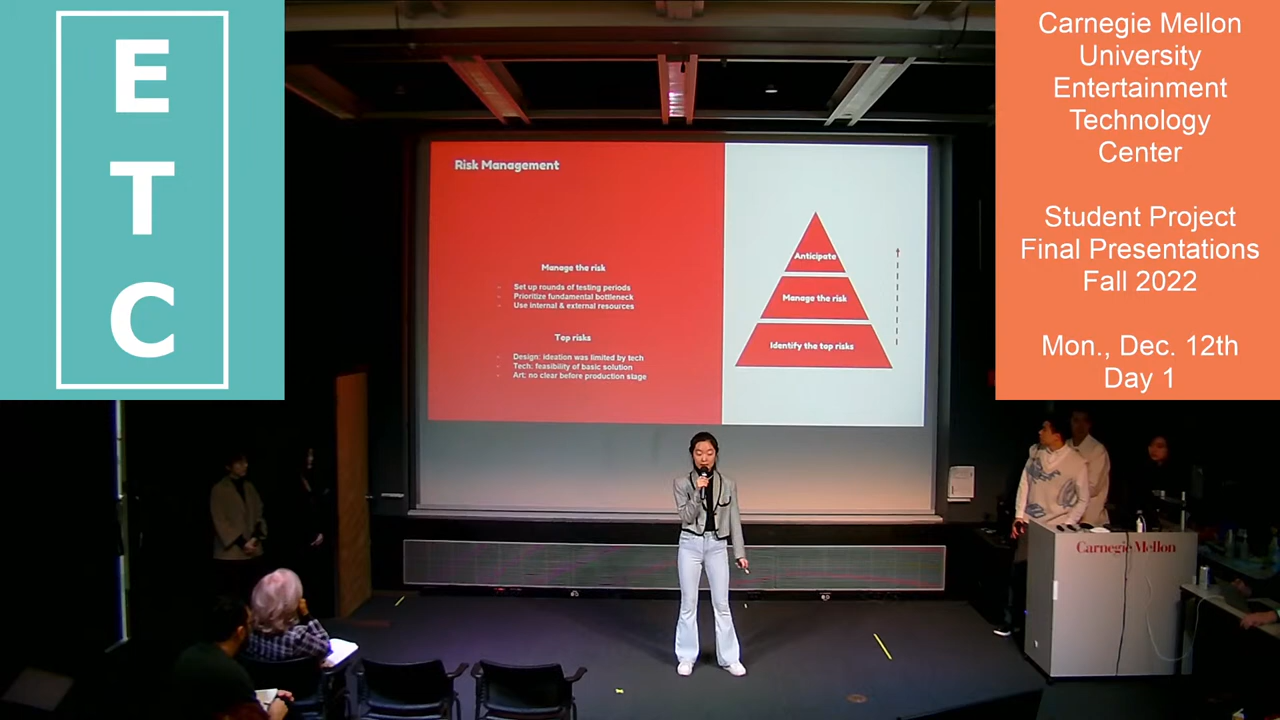 E
T
C
Carnegie Mellon
University
Entertainment
Technology
Center
Student Project
Final Presentations
Fall 2022
Mon., Dec. 12th
Day 1
Risk Management
Manage the risk
- Set up rounds of testing periods
- Prioritize fundamental bottleneck
- Use internal & external resources
Top risks
- Design: ideation was limited by tech
- Tech: feasibility of basic solution
- Art: no clear before production stage
Anticipate
Manage the risk
Identify the top risks
Carnegie Mellon